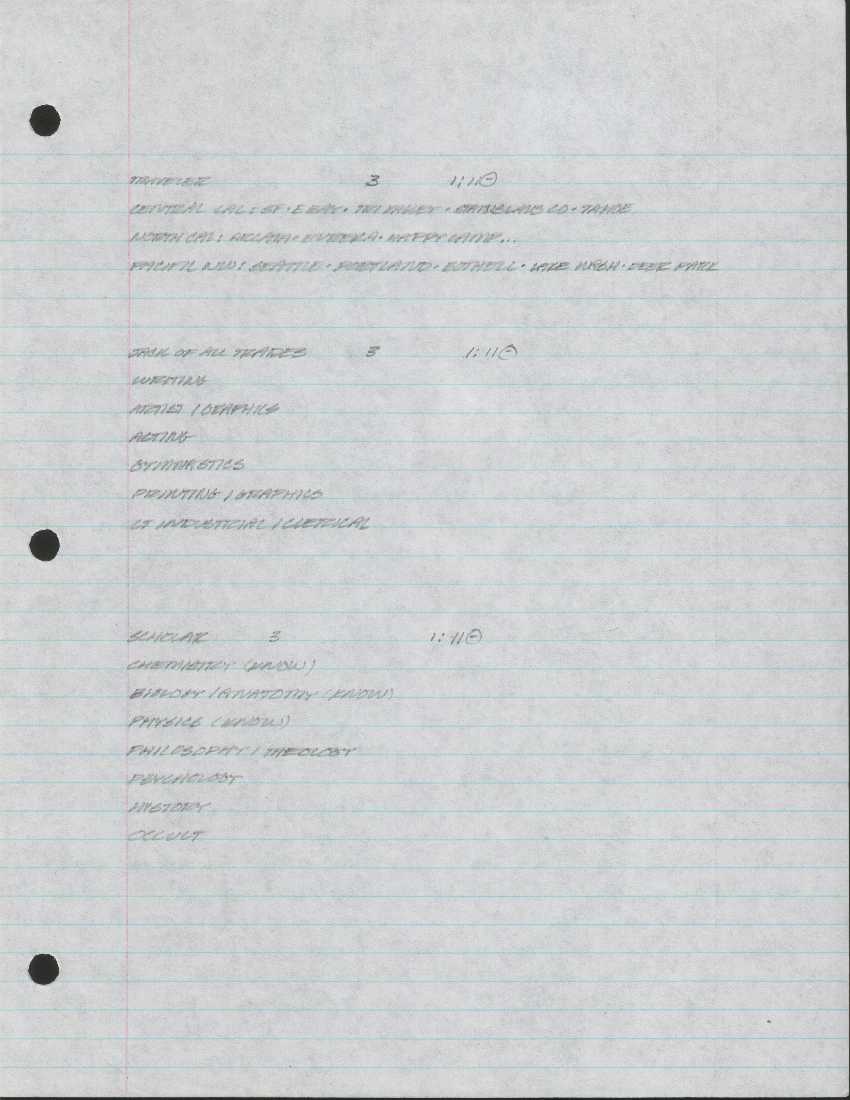 TRAVELER 3 1:11
CENTRAL CAL: SF · E BAY · TRI VALLEY · STANISLAUS CO · TAHOE
NORTH CAL: ARCATA · EUREKA · HAPPY CAMP...
PACIFIC NW: SEATTLE · PORTLAND · BOTHELL · LAKE WASH · DEER PARK
JACK OF ALL TRADES 3 1:11
WRITING
ARTIST / GRAPHICS
ACTING
GYMNASTICS
PRINTING / GRAPHICS
LT INDUSTRIAL / CLERICAL
SCHOLAR 3 1:11
CHEMISTRY (KNOW)
BIOLOGY / ANATOMY (KNOW)
PHYSICS (KNOW)
PHILOSOPHY / THEOLOGY
PSYCHOLOGY
HISTORY
OCCULT